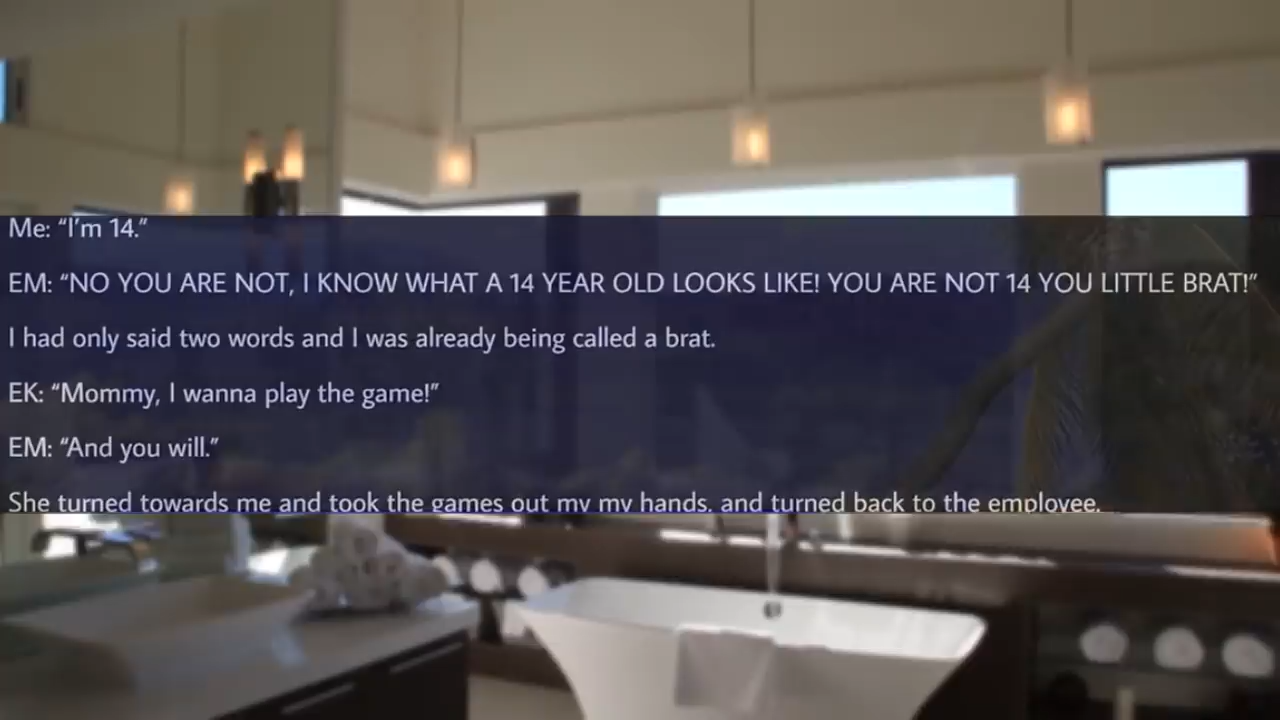 Me: “I’m 14.”
EM: “NO YOU ARE NOT, I KNOW WHAT A 14 YEAR OLD LOOKS LIKE! YOU ARE NOT 14 YOU LITTLE BRAT!”
I had only said two words and I was already being called a brat.
EK: “Mommy, I wanna play the game!”
EM: “And you will.”
She turned towards me and took the games out my my hands, and turned back to the employee.